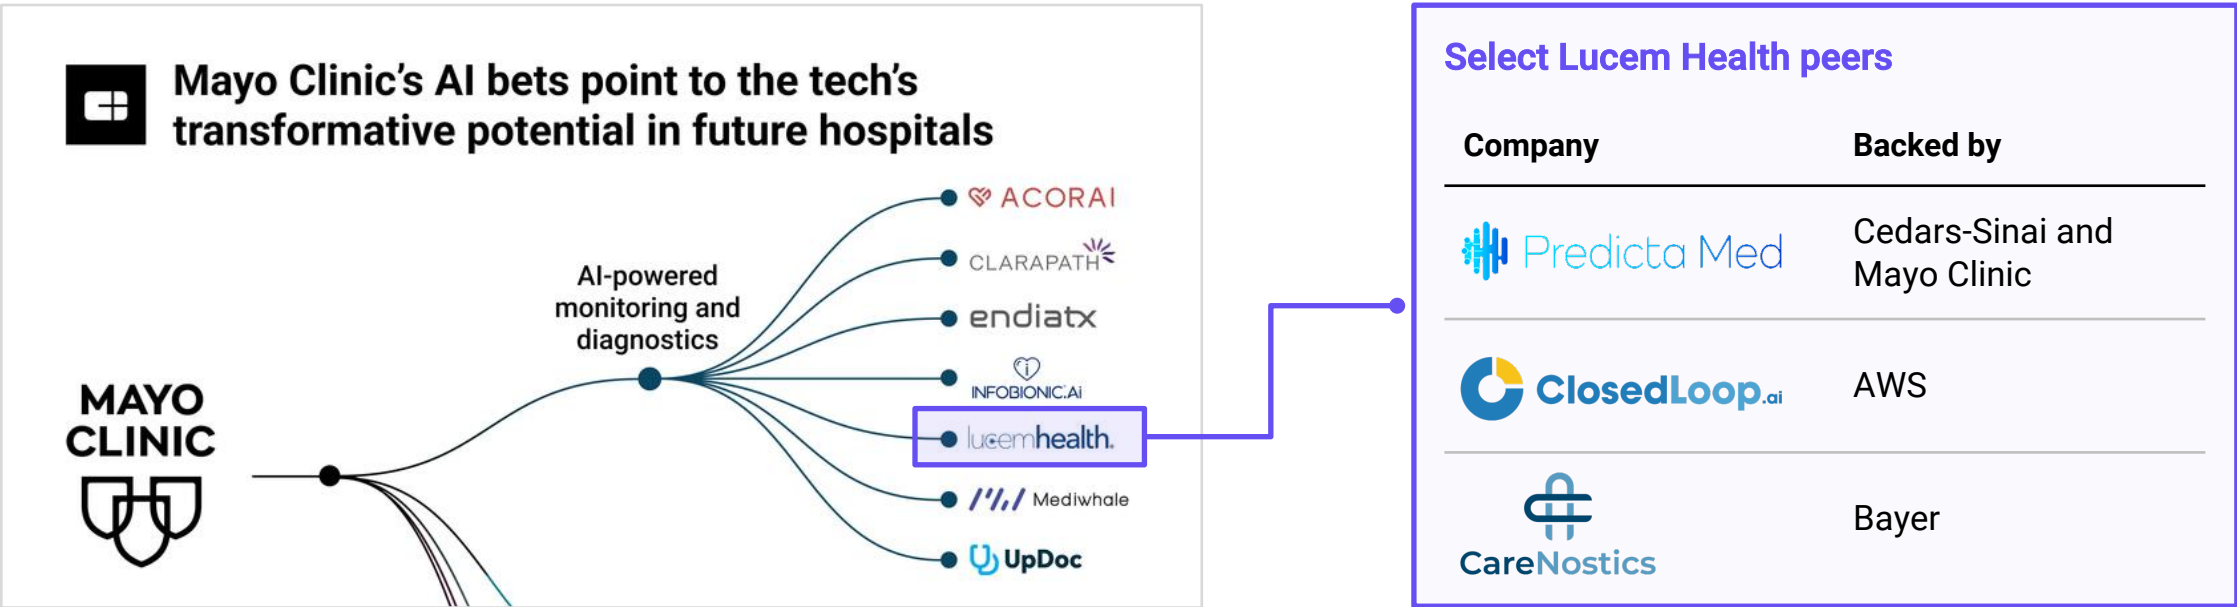 Mayo Clinic's AI bets point to the tech's
transformative potential in future hospitals
MAYO
CLINIC
AI-powered
monitoring and
diagnostics
ACORAI
CLARAPATH
endiatx
INFOBIONIC.Ai
lucemhealth.
Mediwhale
UpDoc
Select Lucem Health peers
Company Backed by
Predicta Med
Cedars-Sinai and
Mayo Clinic
ClosedLoop.ai
AWS
CareNostics
Bayer